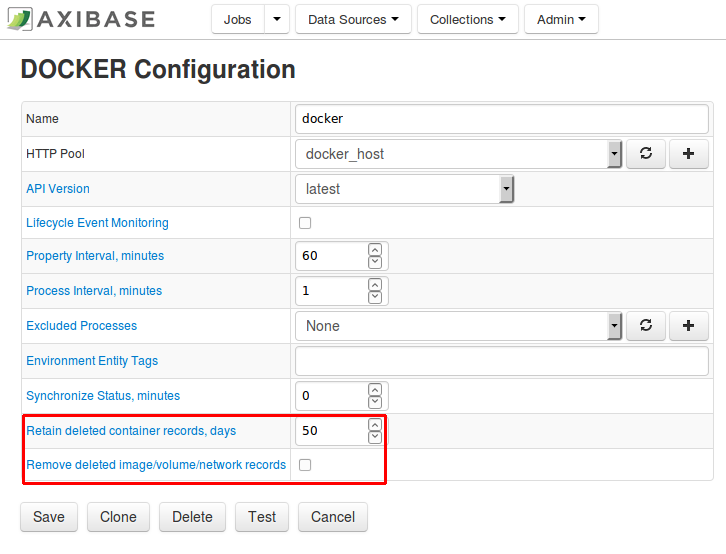 AXIBASE Jobs Data Sources Collections Admin
DOCKER Configuration
Name docker
HTTP Pool docker_host
API Version latest
Lifecycle Event Monitoring
Property Interval, minutes 60
Process Interval, minutes 1
Excluded Processes None
Environment Entity Tags
Synchronize Status, minutes 0
Retain deleted container records, days 50
Remove deleted image/volume/network records
Save Clone Delete Test Cancel